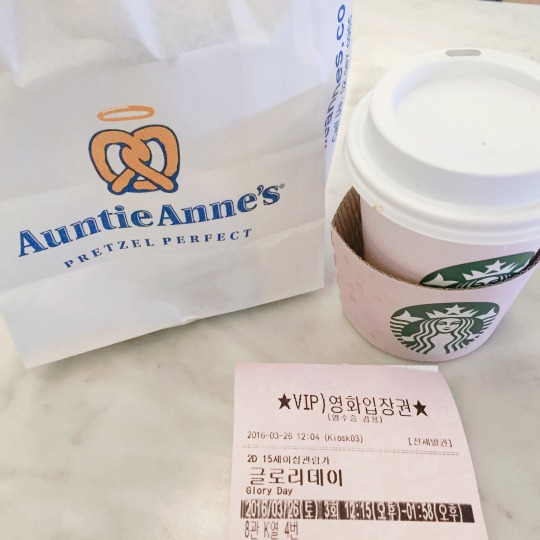 Auntie Anne's®
PRETZEL PERFECT
★VIP)영화입장권★
(영수증 겸용)
2016-03-26 12:04 (Kiosk03)
[전체발권]
2D 15세이상관람가
글로리데이
Glory Day
2016/03/26(토) 3회 12:15(오후)-01:58(오후)
8관 K열 4번